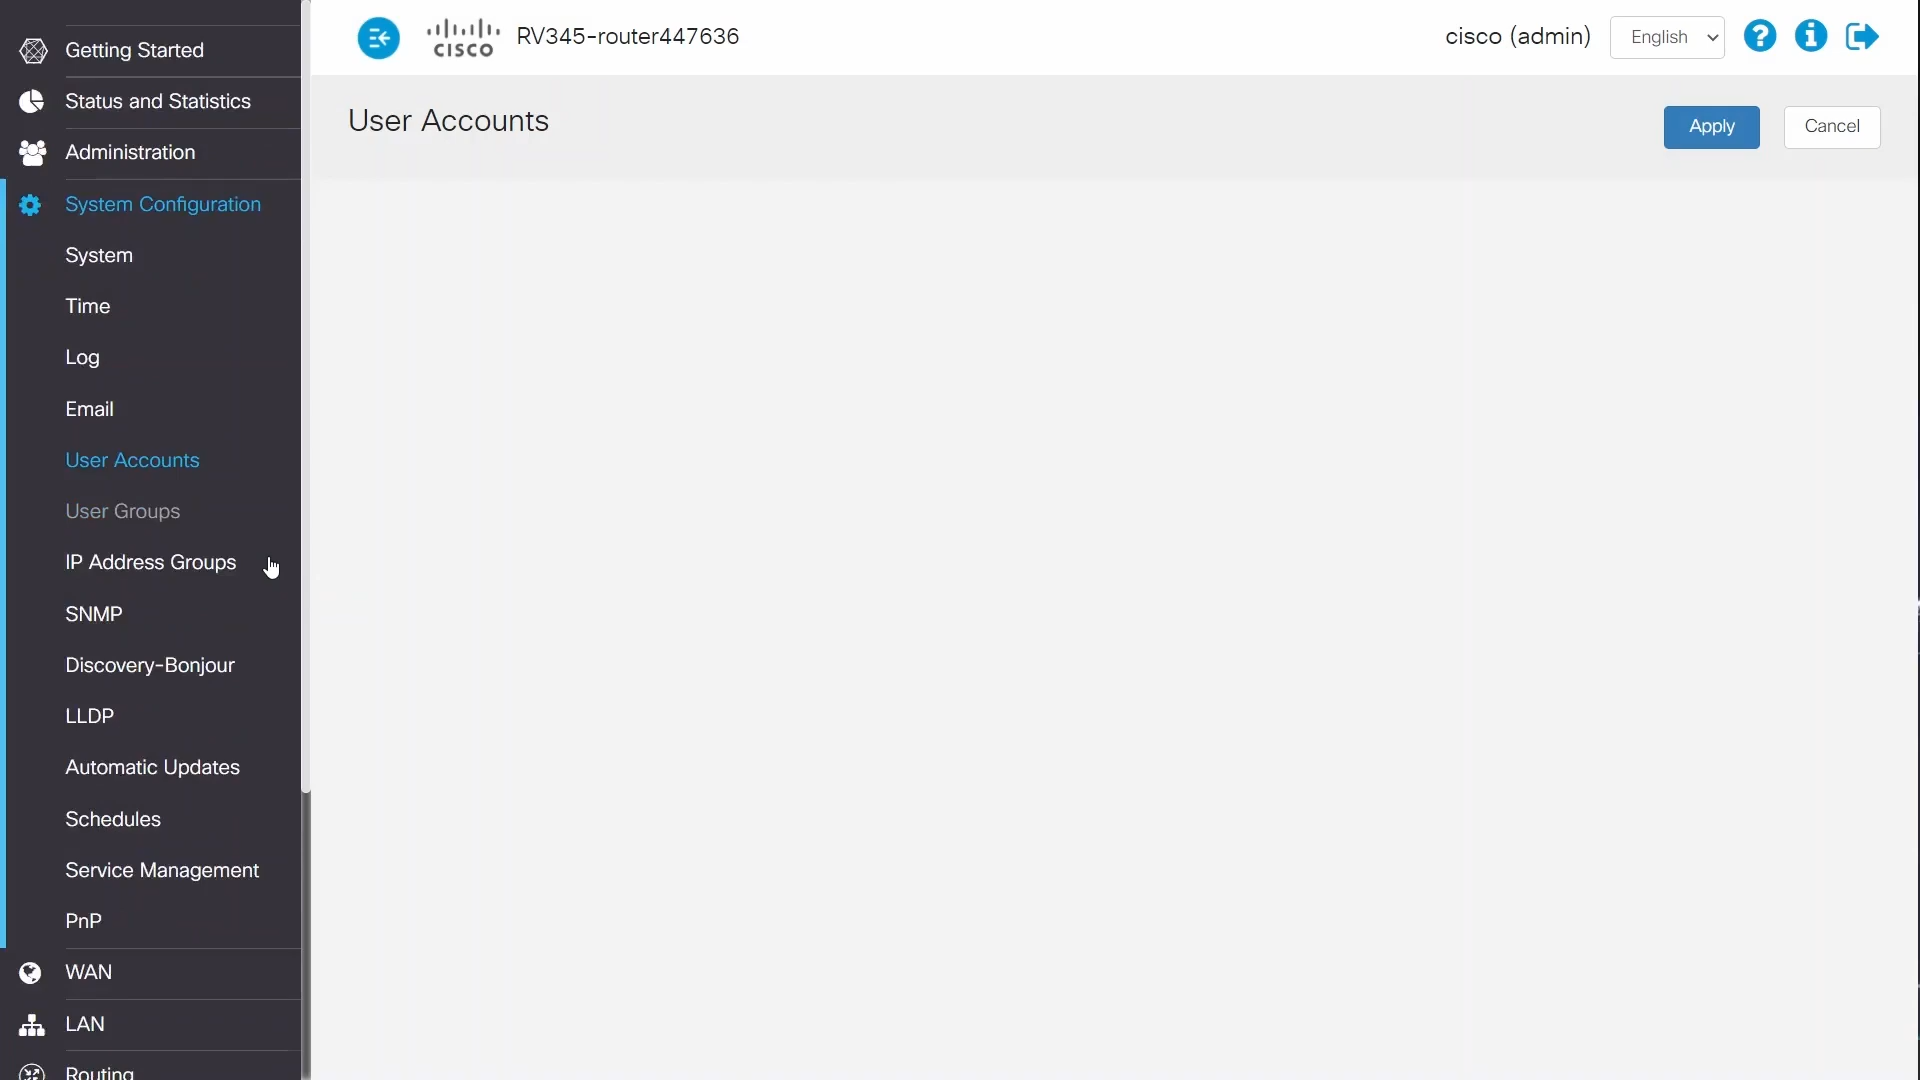 Getting Started
Status and Statistics
Administration
System Configuration
System
Time
Log
Email
User Accounts
User Groups
IP Address Groups
SNMP
Discovery-Bonjour
LLDP
Automatic Updates
Schedules
Service Management
PnP
WAN
LAN
Routing
CISCO RV345-router447636
cisco (admin) English
User Accounts
Apply Cancel